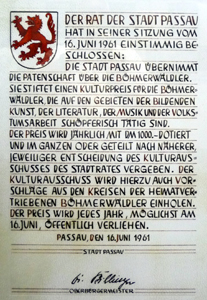 DER RAT DER STADT PASSAU
HAT IN SEINER SITZUNG VOM
16. JUNI 1961 EINSTIMMIG BE-
SCHLOSSEN:
DIE STADT PASSAU ÜBERNIMMT
DIE PATENSCHAFT ÜBER DIE BÖHMERWÄLDLER.
SIE STIFTET EINEN KULTURPREIS FÜR DIE BÖHMER-
WÄLDLER, DIE AUF DEN GEBIETEN DER BILDENDEN
KUNST, DER LITERATUR, DER MUSIK UND DER VOLKS-
TUMSARBEIT SCHÖPFERISCH TÄTIG SIND.
DER PREIS WIRD JÄHRLICH MIT DM 1000.- DOTIERT
UND IM GANZEN ODER GETEILT NACH NÄHERER,
JEWEILIGER ENTSCHEIDUNG DES KULTURAUS-
SCHUSSES DES STADTRATES VERGEBEN. DER
KULTURAUSSCHUSS WIRD HIERZU AUCH VOR-
SCHLÄGE AUS DEN KREISEN DER HEIMATVER-
TRIEBENEN BÖHMERWÄLDLER EINHOLEN.
DER PREIS WIRD JEDES JAHR, MÖGLICHST AM
16. JUNI, ÖFFENTLICH VERLIEHEN.
PASSAU, DEN 16. JUNI 1961
STADT PASSAU
OBERBÜRGERMEISTER